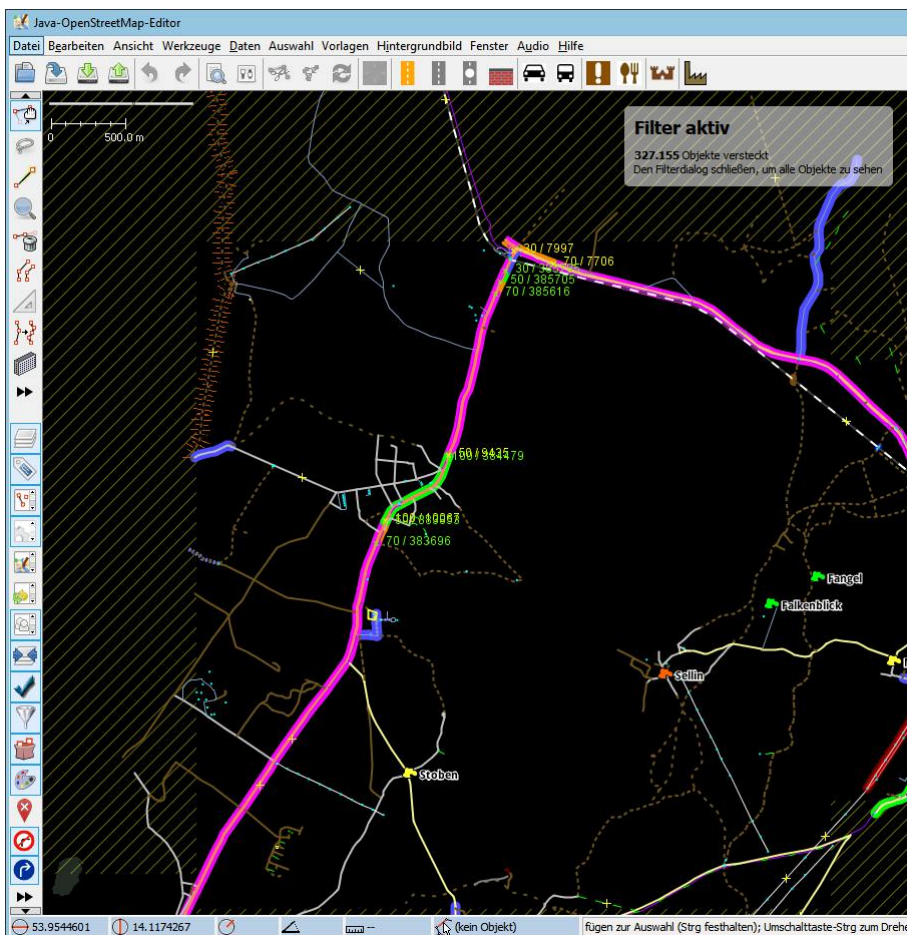 Java-OpenStreetMap-Editor
Datei Bearbeiten Ansicht Werkzeuge Daten Auswahl Vorlagen Hintergrundbild Fenster Audio Hilfe
0 500.0 m
Filter aktiv
327.155 Objekte versteckt
Den Filterdialog schließen, um alle Objekte zu sehen
30 / 7997
70 / 7706
50 / 385705
70 / 385616
50 / 9435
70 / 383696
Fangel
Falkenblick
Sellin
Stoben
53.9544601 14.1174267 -- (kein Objekt) fügen zur Auswahl (Strg festhalten); Umschalttaste-Strg zum Drehe